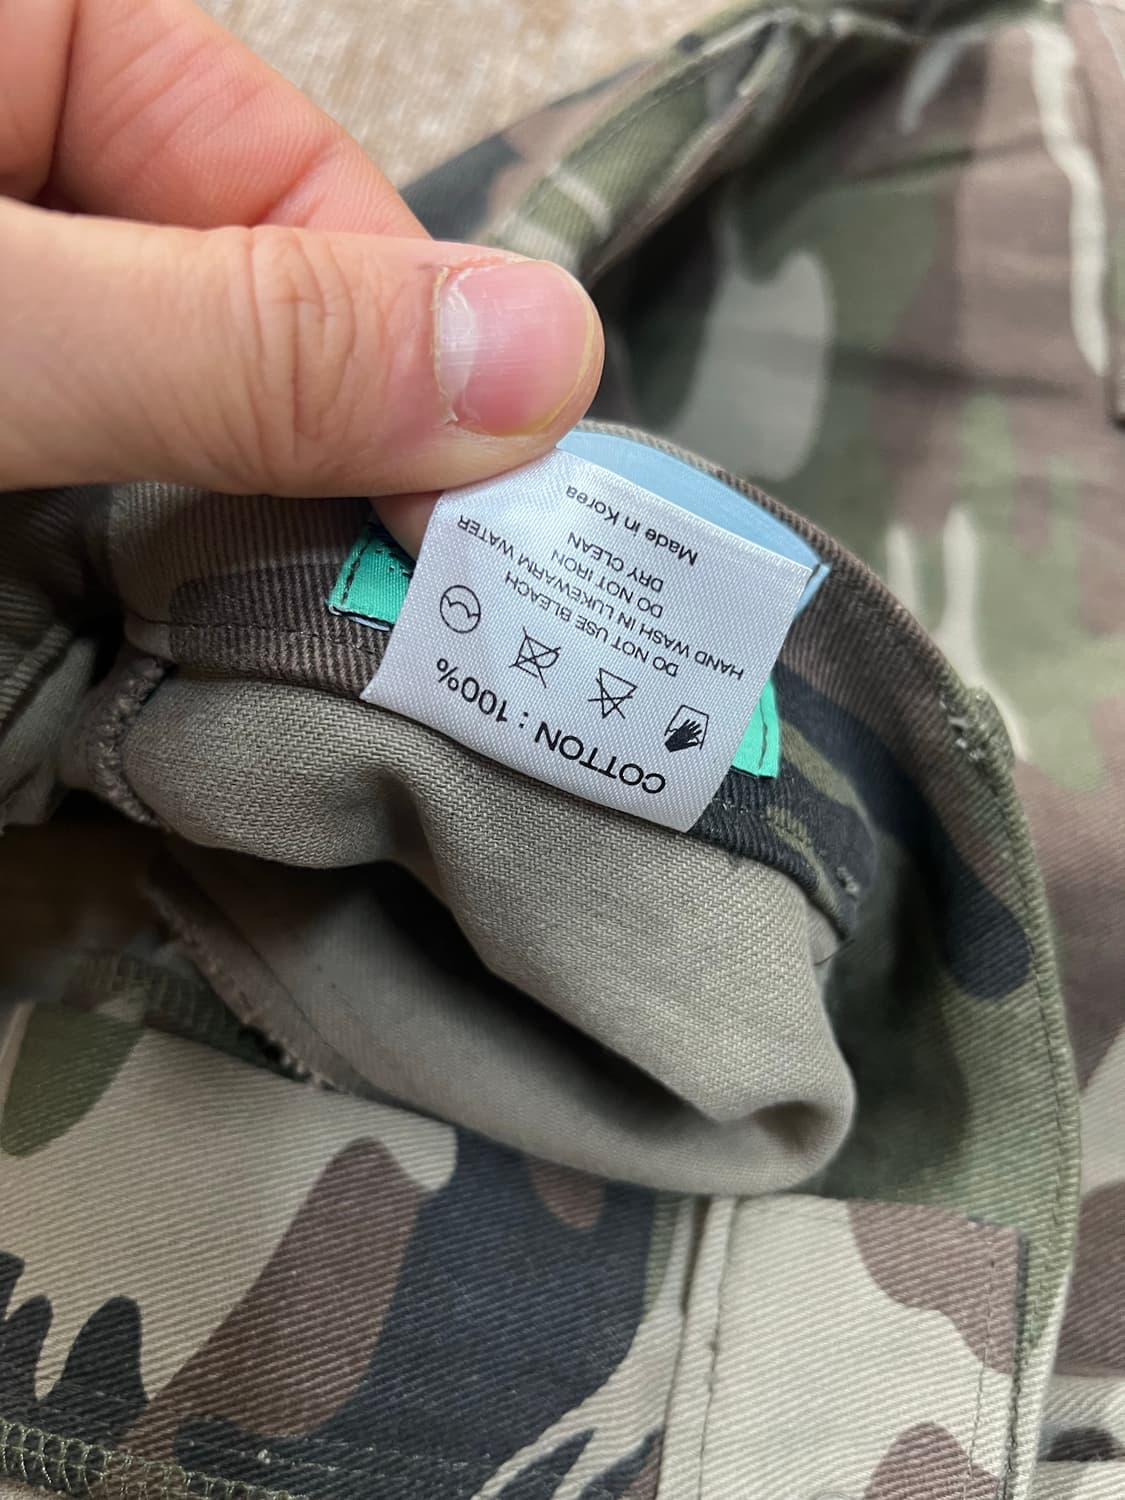 COTTON : 100%
HAND WASH IN LUKEWARM WATER
DO NOT USE BLEACH
DO NOT IRON
DRY CLEAN
Made in Korea